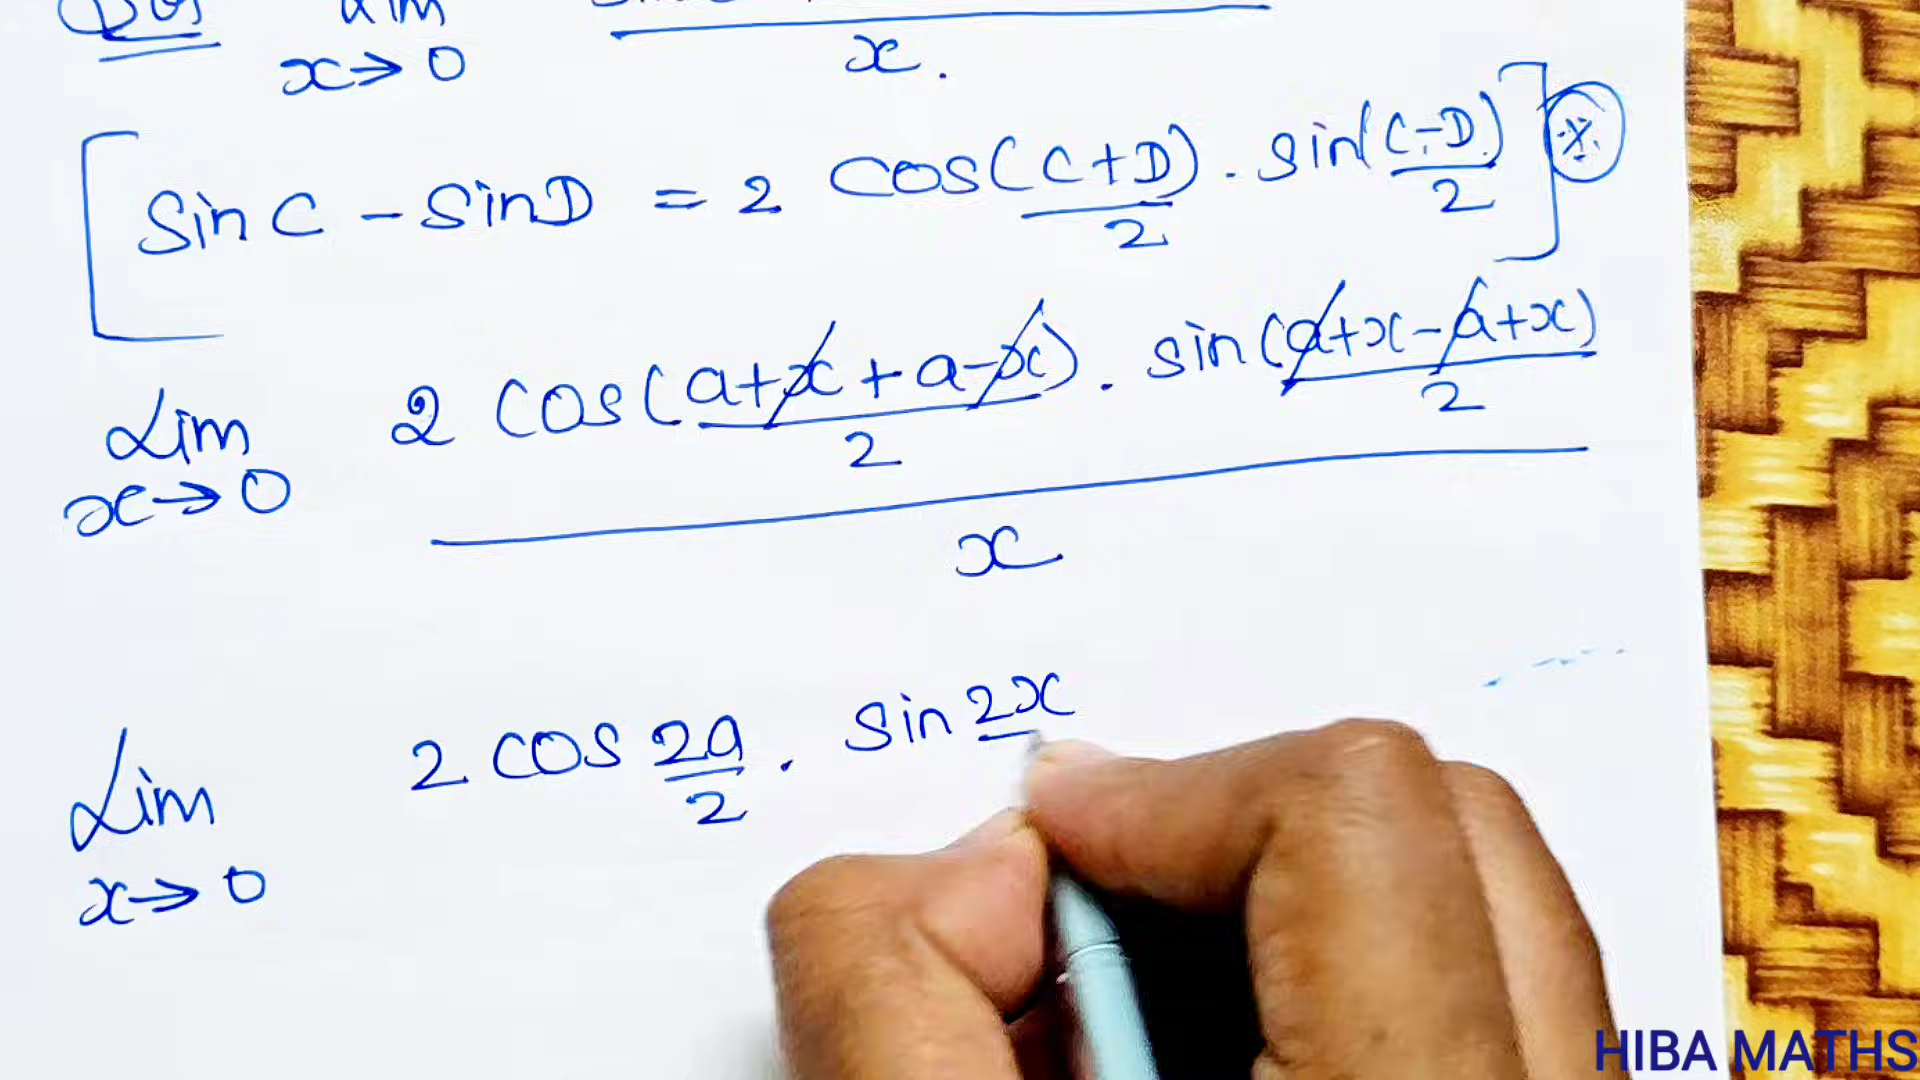 Lim
x→0 x.
[Sin C - Sin D = 2 cos(C+D)/2 . sin(C-D)/2] *
Lim x→0 2 cos(a+x+a-x)/2 . sin(a+x-a+x)/2
x
Lim x→0 2 cos 2a/2 . sin 2x
HIBA MATHS